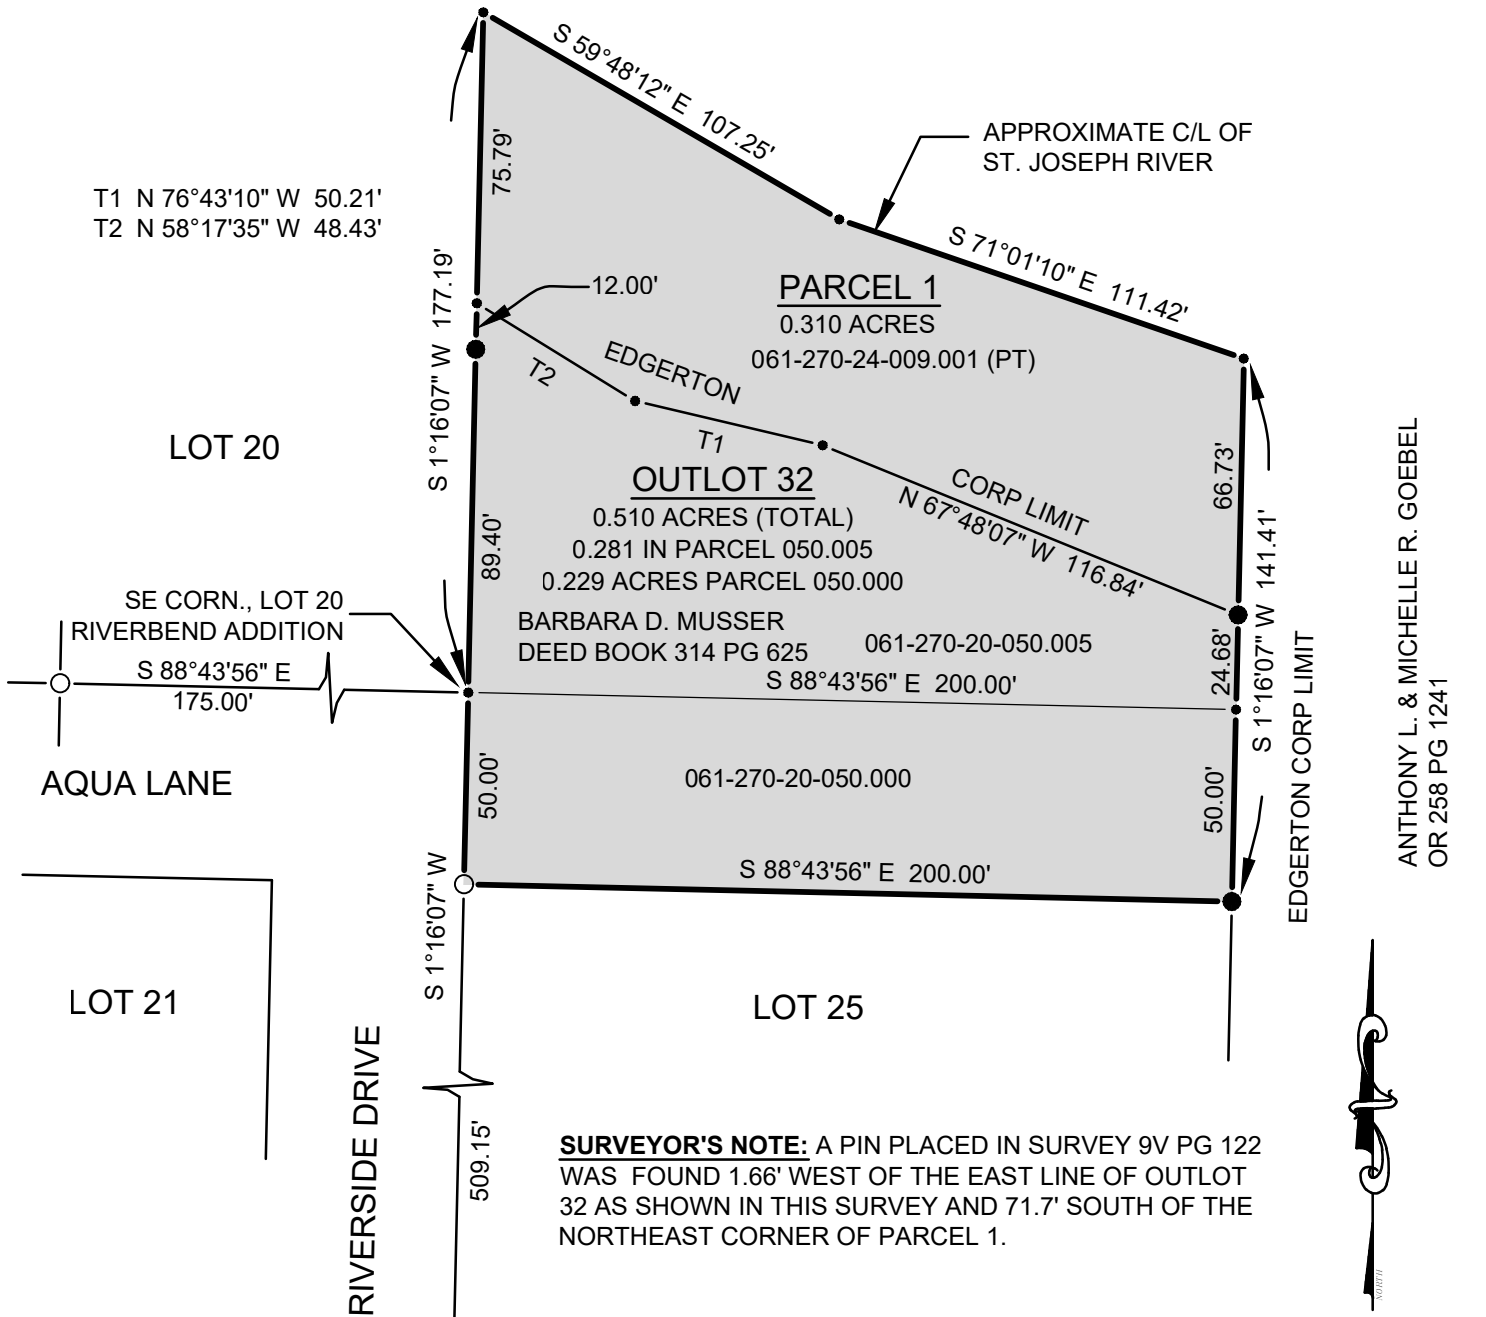 S 59°48'12" E 107.25'
APPROXIMATE C/L OF
ST. JOSEPH RIVER
75.79'
T1 N 76°43'10" W 50.21'
T2 N 58°17'35" W 48.43'
S 71°01'10" E 111.42'
S 1°16'07" W 177.19'
12.00'
PARCEL 1
0.310 ACRES
061-270-24-009.001 (PT)
EDGERTON
T2
T1
LOT 20
OUTLOT 32
0.510 ACRES (TOTAL)
0.281 IN PARCEL 050.005
0.229 ACRES PARCEL 050.000
CORP LIMIT
N 67°48'07" W 116.84'
66.73'
89.40'
SE CORN., LOT 20
RIVERBEND ADDITION
BARBARA D. MUSSER
DEED BOOK 314 PG 625
061-270-20-050.005
24.68'
S 1°16'07" W 141.41'
EDGERTON CORP LIMIT
ANTHONY L. & MICHELLE R. GOEBEL
OR 258 PG 1241
S 88°43'56" E
175.00'
S 88°43'56" E 200.00'
AQUA LANE
50.00'
061-270-20-050.000
50.00'
S 88°43'56" E 200.00'
S 1°16'07" W
LOT 21
LOT 25
RIVERSIDE DRIVE
509.15'
SURVEYOR'S NOTE: A PIN PLACED IN SURVEY 9V PG 122
WAS FOUND 1.66' WEST OF THE EAST LINE OF OUTLOT
32 AS SHOWN IN THIS SURVEY AND 71.7' SOUTH OF THE
NORTHEAST CORNER OF PARCEL 1.
NORTH